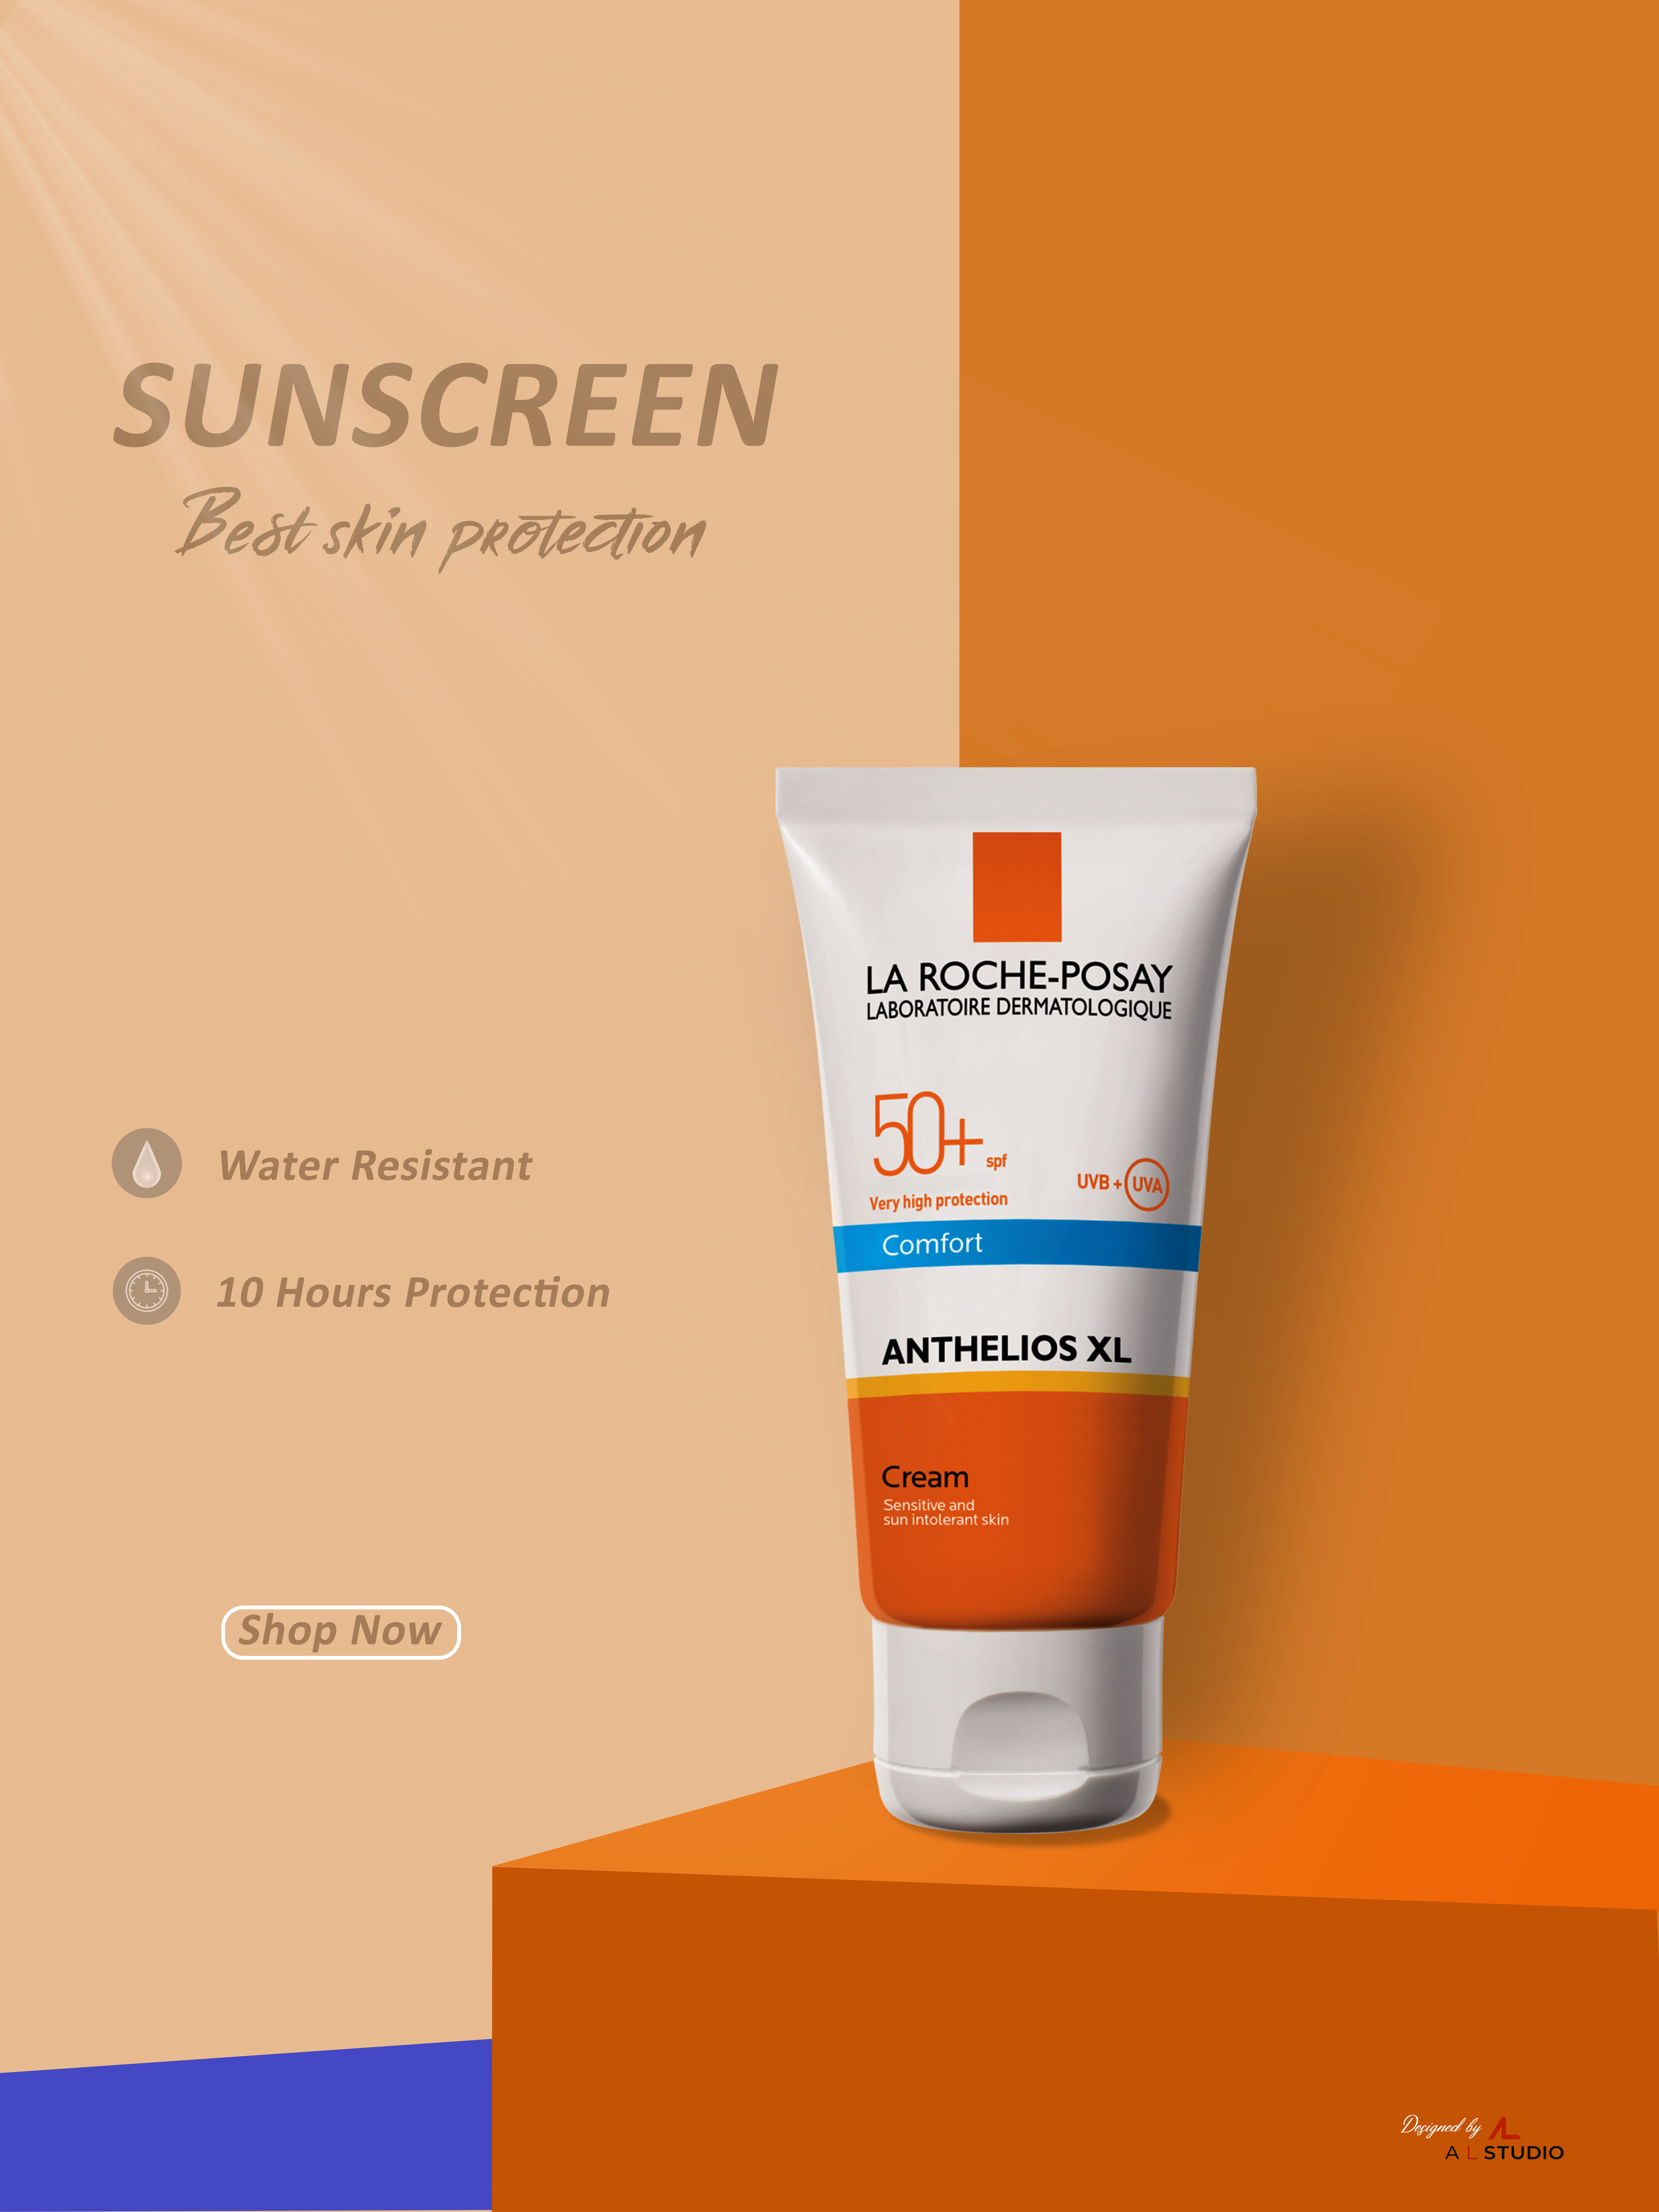 SUNSCREEN
Best skin protection
LA ROCHE-POSAY
LABORATOIRE DERMATOLOGIQUE
50+ spf
Very high protection
UVB + UVA
Comfort
ANTHELIOS XL
Cream
Sensitive and
sun intolerant skin
Water Resistant
10 Hours Protection
Shop Now
Designed by AL
A L STUDIO